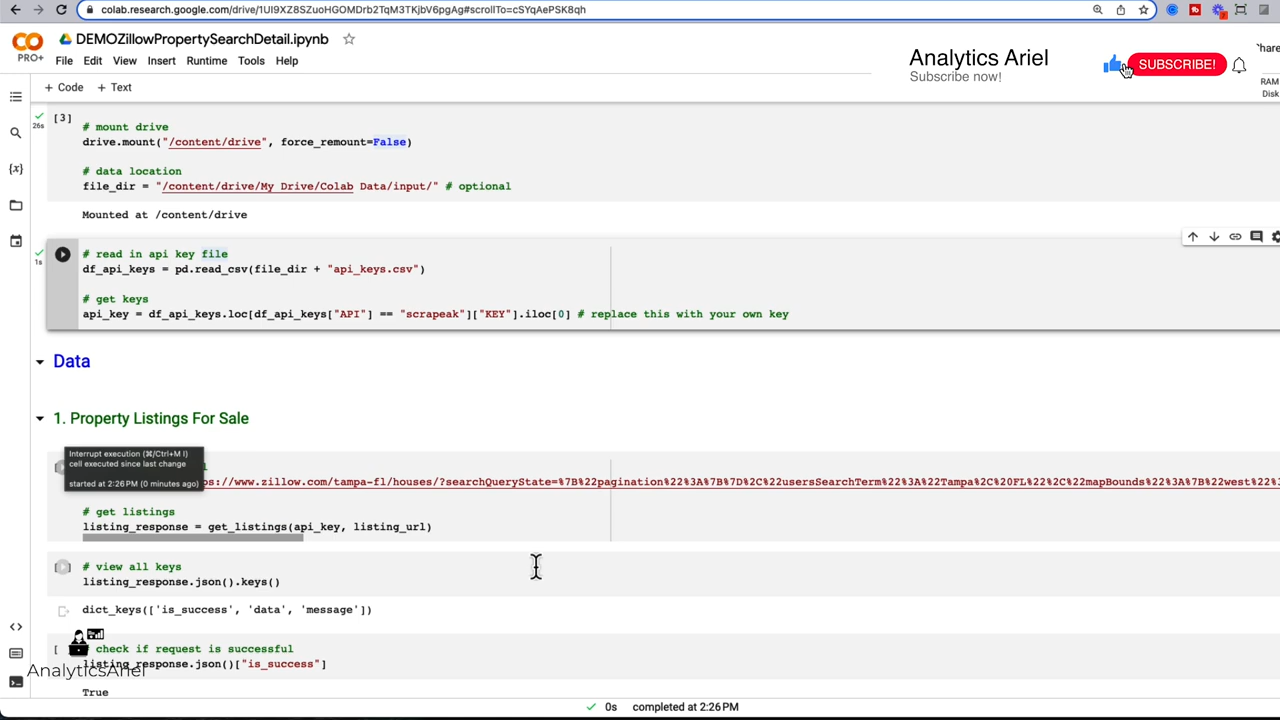 colab.research.google.com/drive/1UI9XZ8SZuoHGOMDrb2TqM3TKjbV6pgAg#scrollTo=cSYqAePSK8qh
PRO+
DEMOZillowPropertySearchDetail.ipynb
File Edit View Insert Runtime Tools Help
Analytics Ariel
Subscribe now!
SUBSCRIBE!
RAM
Disk
+ Code + Text
[3]
26s
# mount drive
drive.mount("/content/drive", force_remount=False)
# data location
file_dir = "/content/drive/My Drive/Colab Data/input/" # optional
Mounted at /content/drive
1s
# read in api key file
df_api_keys = pd.read_csv(file_dir + "api_keys.csv")
# get keys
api_key = df_api_keys.loc[df_api_keys["API"] == "scrapeak"]["KEY"].iloc[0] # replace this with your own key
Data
1. Property Listings For Sale
Interrupt execution (⌘/Ctrl+M I)
cell executed since last change
started at 2:26 PM (0 minutes ago)
ps://www.zillow.com/tampa-fl/houses/?searchQueryState=%7B%22pagination%22%3A%7B%7D%2C%22usersSearchTerm%22%3A%22Tampa%2C%20FL%22%2C%22mapBounds%22%3A%7B%22west%22%3
# get listings
listing_response = get_listings(api_key, listing_url)
# view all keys
listing_response.json().keys()
dict_keys(['is_success', 'data', 'message'])
[
check if request is successful
listing_response.json()["is_success"]
AnalyticsAriel
True
0s completed at 2:26 PM